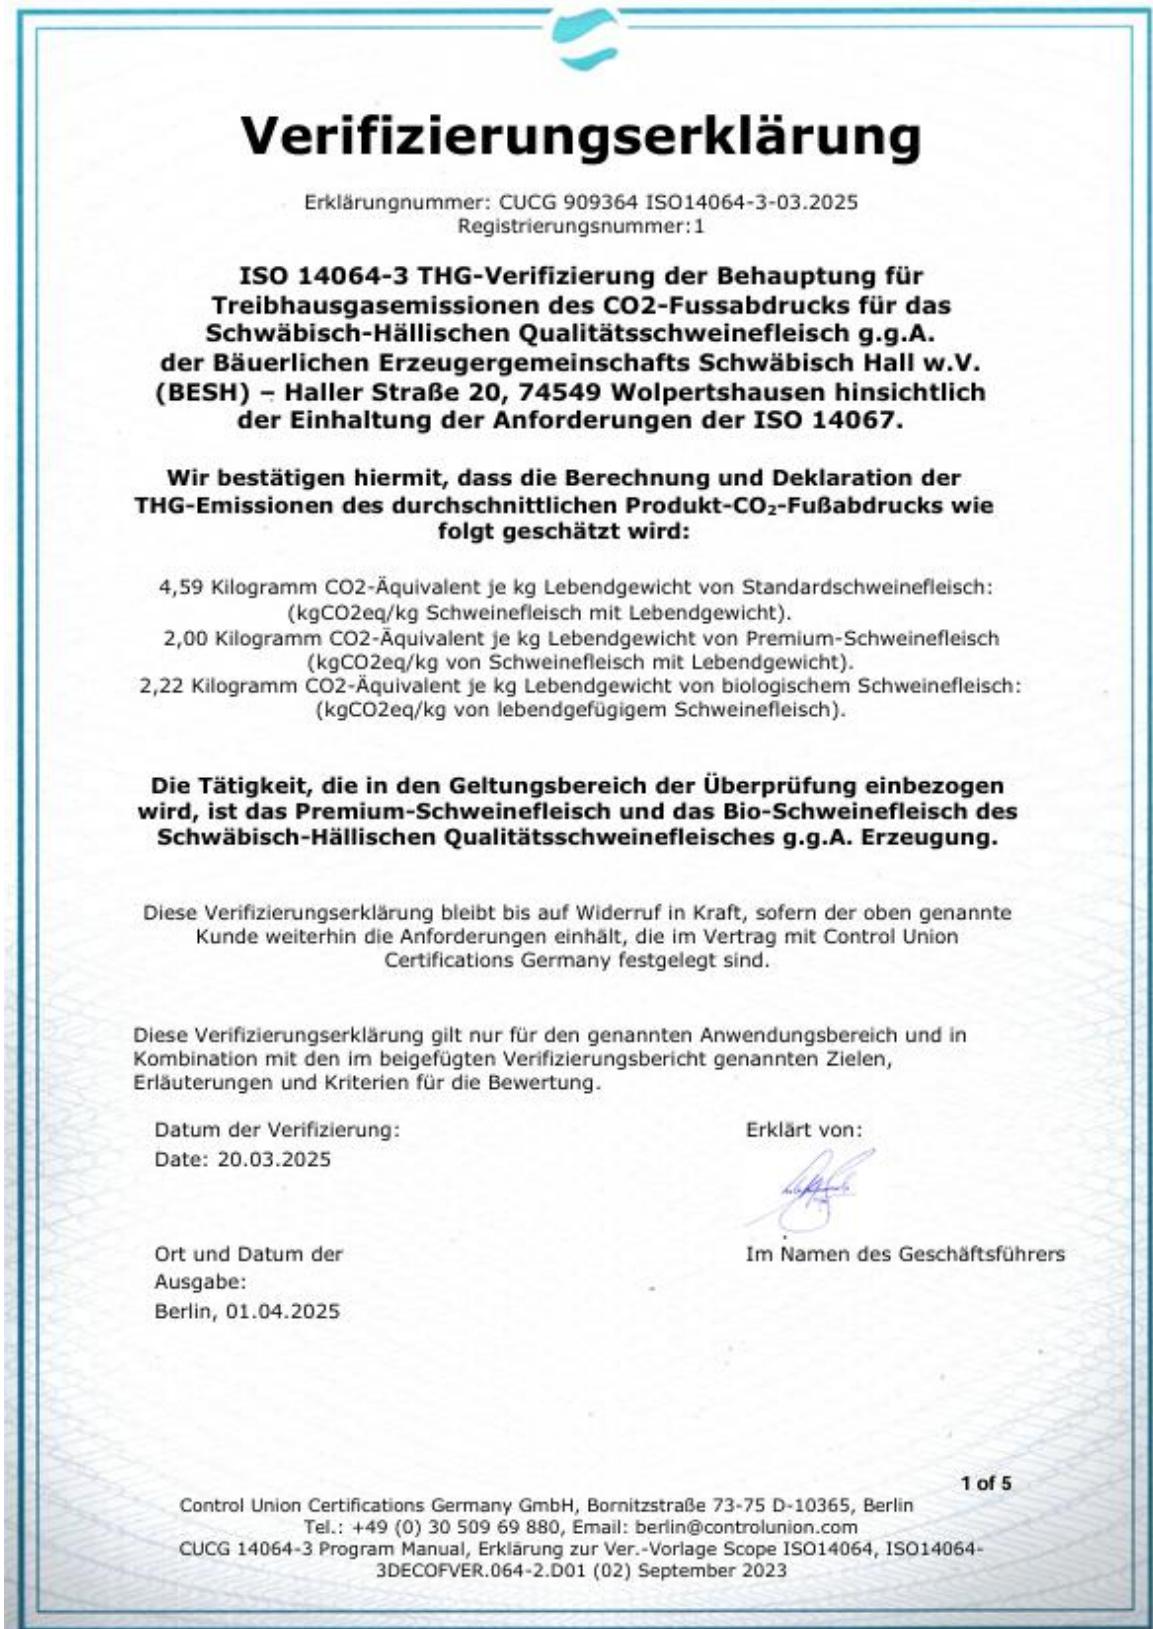 Verifizierungserklärung
Erklärungnummer: CUCG 909364 ISO14064-3-03.2025
Registrierungsnummer:1
ISO 14064-3 THG-Verifizierung der Behauptung für
Treibhausgasemissionen des CO2-Fussabdrucks für das
Schwäbisch-Hällischen Qualitätsschweinefleisch g.g.A.
der Bäuerlichen Erzeugergemeinschafts Schwäbisch Hall w.V.
(BESH) – Haller Straße 20, 74549 Wolpertshausen hinsichtlich
der Einhaltung der Anforderungen der ISO 14067.
Wir bestätigen hiermit, dass die Berechnung und Deklaration der
THG-Emissionen des durchschnittlichen Produkt-CO₂-Fußabdrucks wie
folgt geschätzt wird:
4,59 Kilogramm CO2-Äquivalent je kg Lebendgewicht von Standardschweinefleisch:
(kgCO2eq/kg Schweinefleisch mit Lebendgewicht).
2,00 Kilogramm CO2-Äquivalent je kg Lebendgewicht von Premium-Schweinefleisch
(kgCO2eq/kg von Schweinefleisch mit Lebendgewicht).
2,22 Kilogramm CO2-Äquivalent je kg Lebendgewicht von biologischem Schweinefleisch:
(kgCO2eq/kg von lebendgefügigem Schweinefleisch).
Die Tätigkeit, die in den Geltungsbereich der Überprüfung einbezogen
wird, ist das Premium-Schweinefleisch und das Bio-Schweinefleisch des
Schwäbisch-Hällischen Qualitätsschweinefleisches g.g.A. Erzeugung.
Diese Verifizierungserklärung bleibt bis auf Widerruf in Kraft, sofern der oben genannte
Kunde weiterhin die Anforderungen einhält, die im Vertrag mit Control Union
Certifications Germany festgelegt sind.
Diese Verifizierungserklärung gilt nur für den genannten Anwendungsbereich und in
Kombination mit den im beigefügten Verifizierungsbericht genannten Zielen,
Erläuterungen und Kriterien für die Bewertung.
Datum der Verifizierung:
Date: 20.03.2025
Erklärt von:
Ort und Datum der
Ausgabe:
Berlin, 01.04.2025
Im Namen des Geschäftsführers
1 of 5
Control Union Certifications Germany GmbH, Bornitzstraße 73-75 D-10365, Berlin
Tel.: +49 (0) 30 509 69 880, Email: berlin@controlunion.com
CUCG 14064-3 Program Manual, Erklärung zur Ver.-Vorlage Scope ISO14064, ISO14064-
3DECOFVER.064-2.D01 (02) September 2023